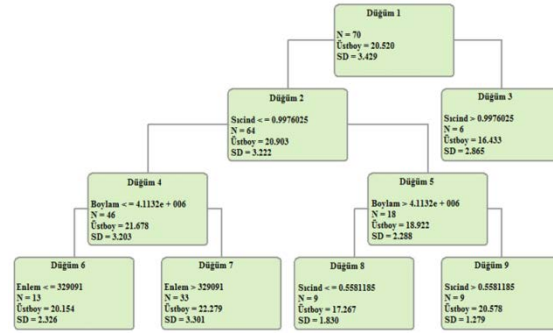 Düğüm 1
N = 70
Üstboy = 20.520
SD = 3.429
Düğüm 2
Sıcind <= 0.9976025
N = 64
Üstboy = 20.903
SD = 3.222
Düğüm 3
Sıcind > 0.9976025
N = 6
Üstboy = 16.433
SD = 2.865
Düğüm 4
Boylam <= 4.1132e + 006
N = 46
Üstboy = 21.678
SD = 3.203
Düğüm 5
Boylam > 4.1132e + 006
N = 18
Üstboy = 18.922
SD = 2.288
Düğüm 6
Enlem <= 329091
N = 13
Üstboy = 20.154
SD = 2.326
Düğüm 7
Enlem > 329091
N = 33
Üstboy = 22.279
SD = 3.301
Düğüm 8
Sıcind <= 0.5581185
N = 9
Üstboy = 17.267
SD = 1.830
Düğüm 9
Sıcind > 0.5581185
N = 9
Üstboy = 20.578
SD = 1.279